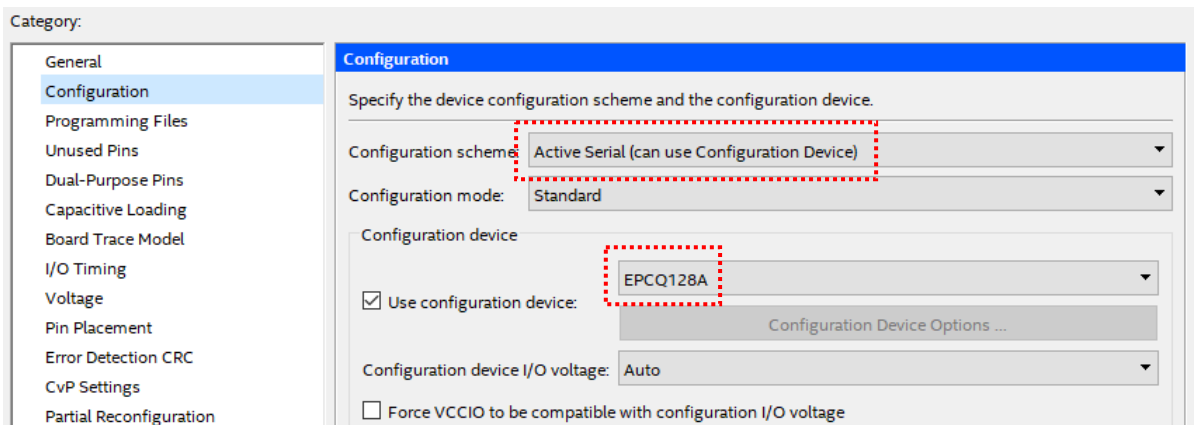 Category:
General
Configuration
Programming Files
Unused Pins
Dual-Purpose Pins
Capacitive Loading
Board Trace Model
I/O Timing
Voltage
Pin Placement
Error Detection CRC
CvP Settings
Partial Reconfiguration
Configuration
Specify the device configuration scheme and the configuration device.
Configuration scheme: Active Serial (can use Configuration Device)
Configuration mode: Standard
Configuration device
EPCQ128A
Use configuration device:
Configuration Device Options ...
Configuration device I/O voltage: Auto
Force VCCIO to be compatible with configuration I/O voltage